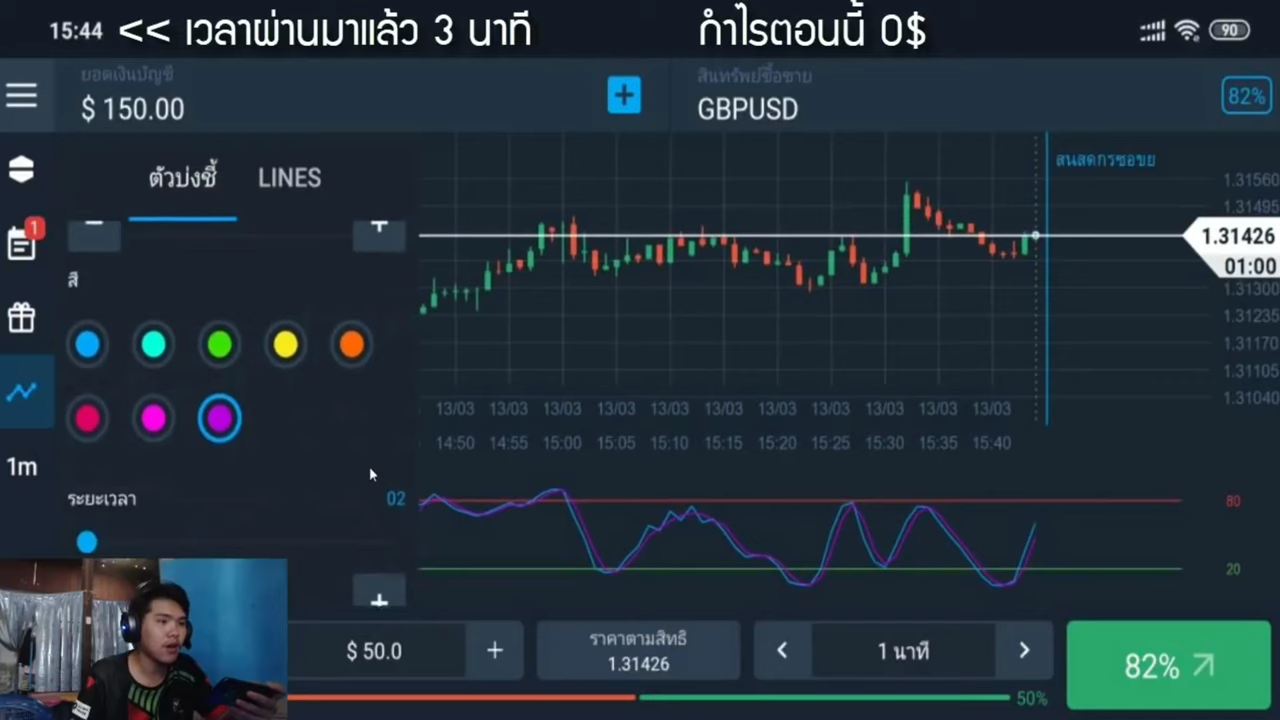 15:44 << เวลาผ่านมาแล้ว 3 นาที
กำไรตอนนี้ 0$
90
ยอดเงินบัญชี
$ 150.00
+
สินทรัพย์ซื้อขาย
GBPUSD
82%
ตัวบ่งชี้
LINES
1
−
+
สี
ระยะเวลา
02
+
1m
1.31560
1.31495
1.31426
01:00
1.31300
1.31235
1.31170
1.31105
1.31040
13/03 13/03 13/03 13/03 13/03 13/03 13/03 13/03 13/03 13/03 13/03
14:50 14:55 15:00 15:05 15:10 15:15 15:20 15:25 15:30 15:35 15:40
80
20
$ 50.0
+
ราคาตามสิทธิ
1.31426
< 1 นาที >
82%
50%